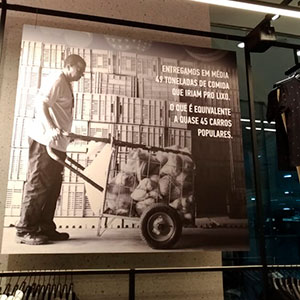 ENTREGAMOS EM MÉDIA
49 TONELADAS DE COMIDA
QUE IRIAM PRO LIXO.
O QUE É EQUIVALENTE
A QUASE 45 CARROS
POPULARES.